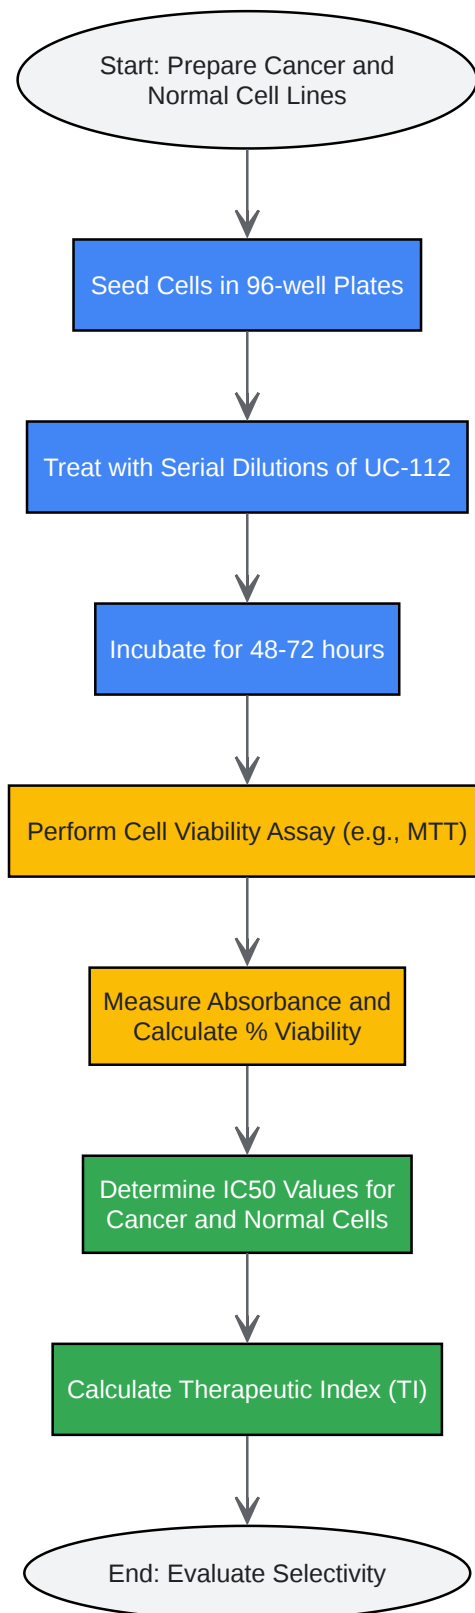 Start: Prepare Cancer and
Normal Cell Lines
Seed Cells in 96-well Plates
Treat with Serial Dilutions of UC-112
Incubate for 48-72 hours
Perform Cell Viability Assay (e.g., MTT)
Measure Absorbance and
Calculate % Viability
Determine IC50 Values for
Cancer and Normal Cells
Calculate Therapeutic Index (TI)
End: Evaluate Selectivity